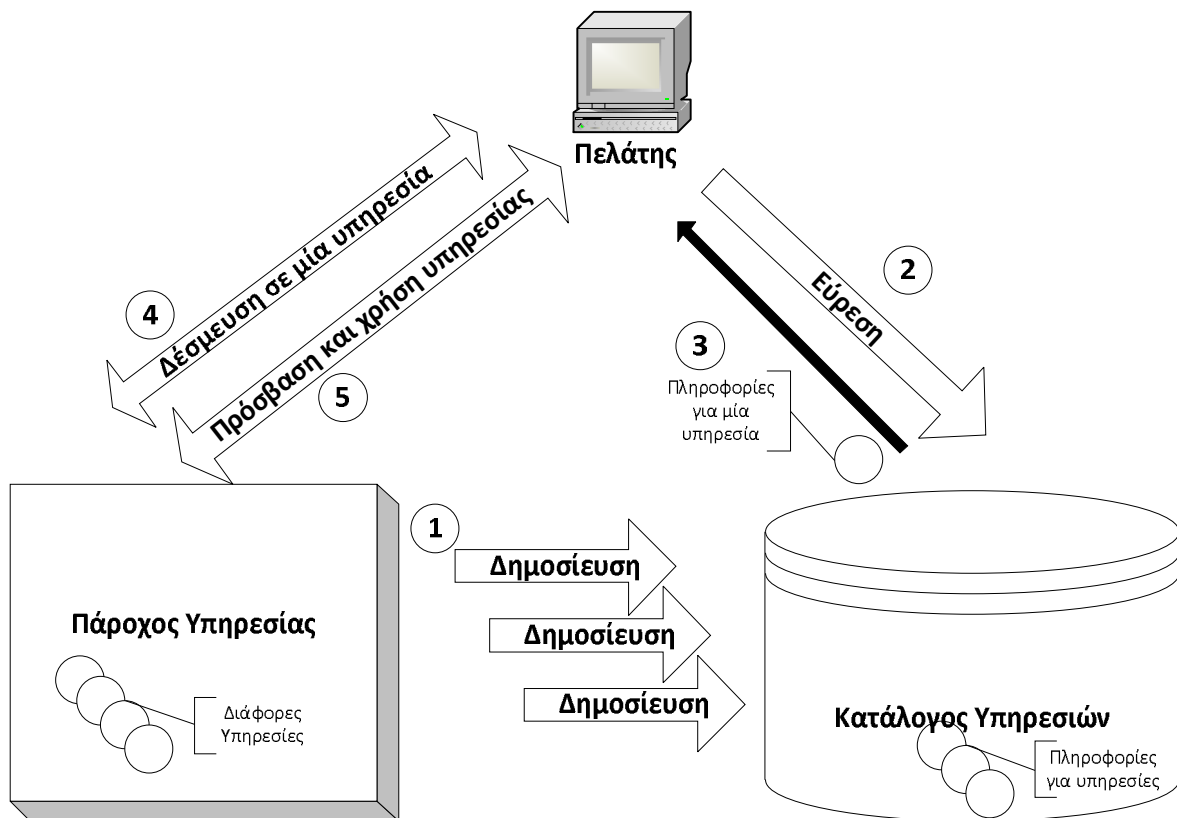 Πελάτης
Δέσμευση σε μία υπηρεσία
4
Πρόσβαση και χρήση υπηρεσίας
5
2
Εύρεση
3
Πληροφορίες
για μία
υπηρεσία
1
Δημοσίευση
Δημοσίευση
Δημοσίευση
Πάροχος Υπηρεσίας
Διάφορες
Υπηρεσίες
Κατάλογος Υπηρεσιών
Πληροφορίες
για υπηρεσίες